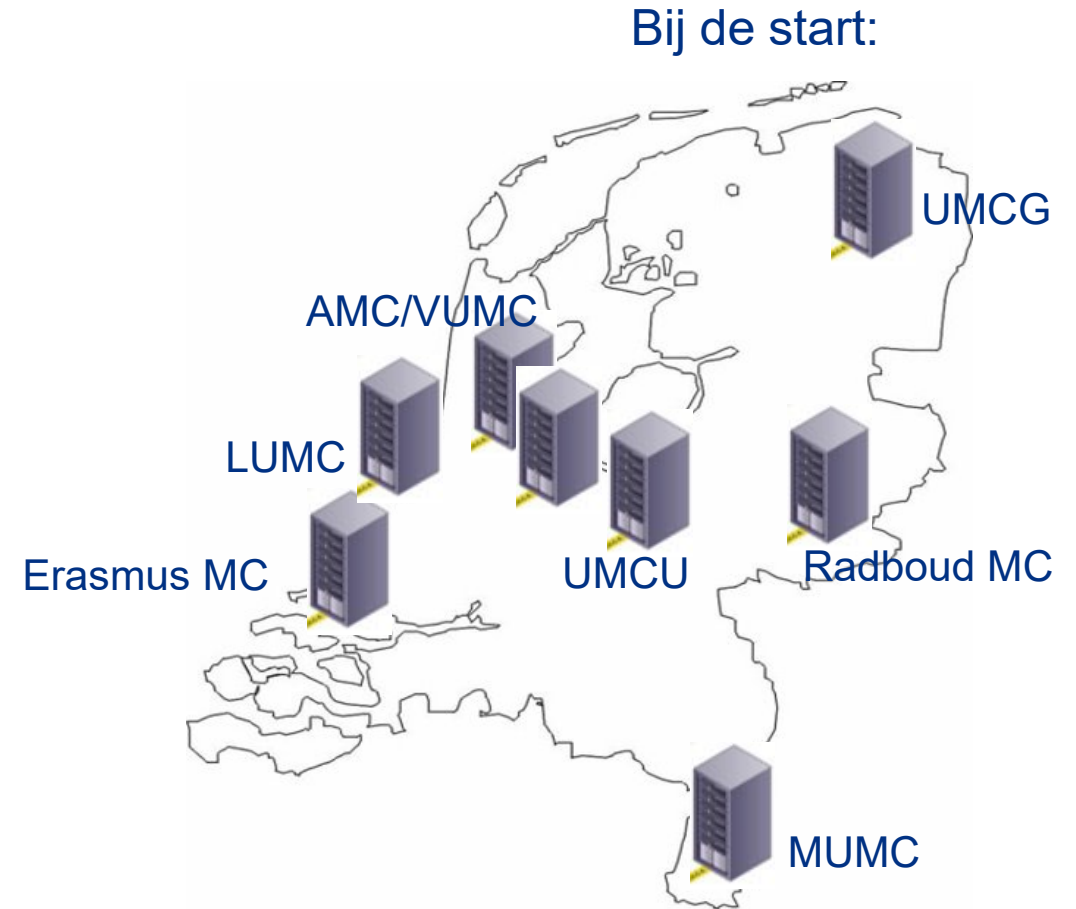 Bij de start:
UMCG
AMC/VUMC
LUMC
Erasmus MC
UMCU
Radboud MC
MUMC